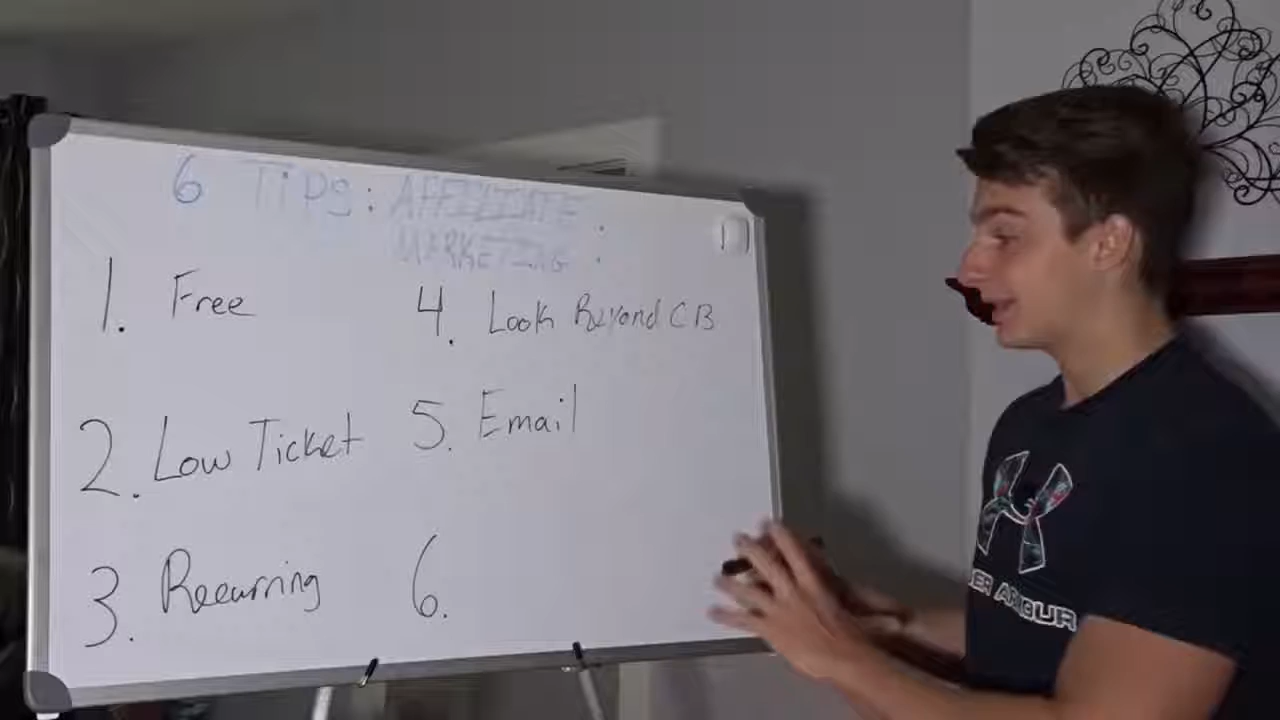 6 TiPS: AFFILIATE
MARKETING:
1. Free
2. Low Ticket
3. Recurring
4. Look Beyond CB
5. Email
6.
DER ARMOUR